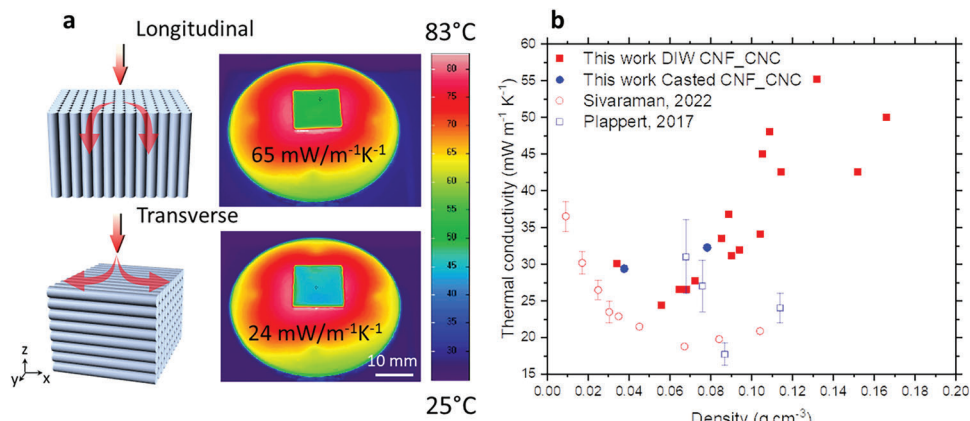 a
Longitudinal
Transverse
z
y
x
65 mW/m⁻¹K⁻¹
24 mW/m⁻¹K⁻¹
10 mm
83°C
80
75
70
65
60
55
50
45
40
35
30
25°C
b
This work DIW CNF_CNC
This work Casted CNF_CNC
Sivaraman, 2022
Plappert, 2017
Thermal conductivity (mW m⁻¹ K⁻¹)
60
55
50
45
40
35
30
25
20
15
0.00 0.02 0.04 0.06 0.08 0.10 0.12 0.14 0.16 0.18 0.20
Density (g cm⁻³)